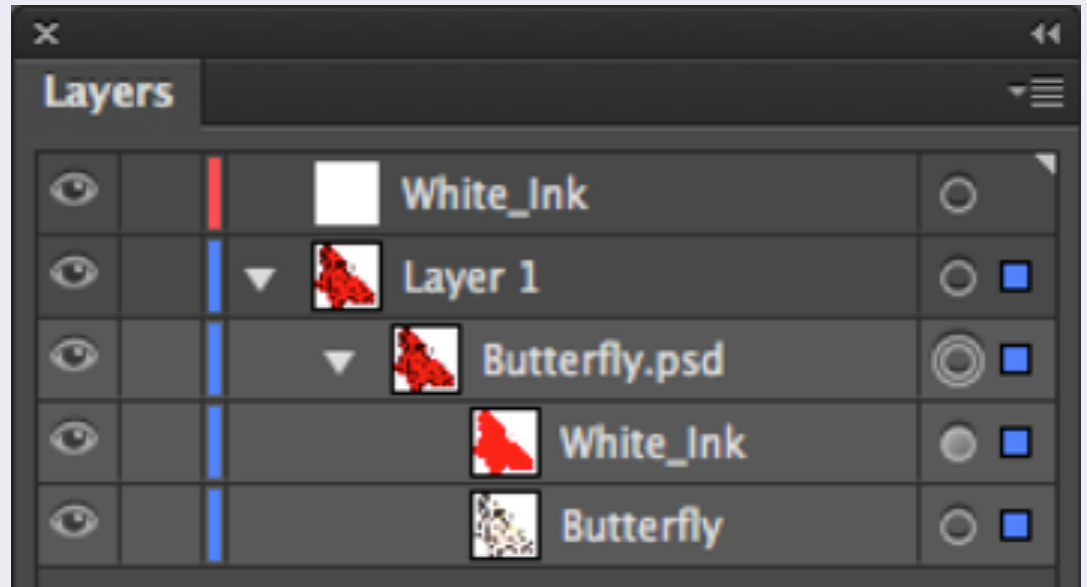 Layers
White_Ink
Layer 1
Butterfly.psd
White_Ink
Butterfly